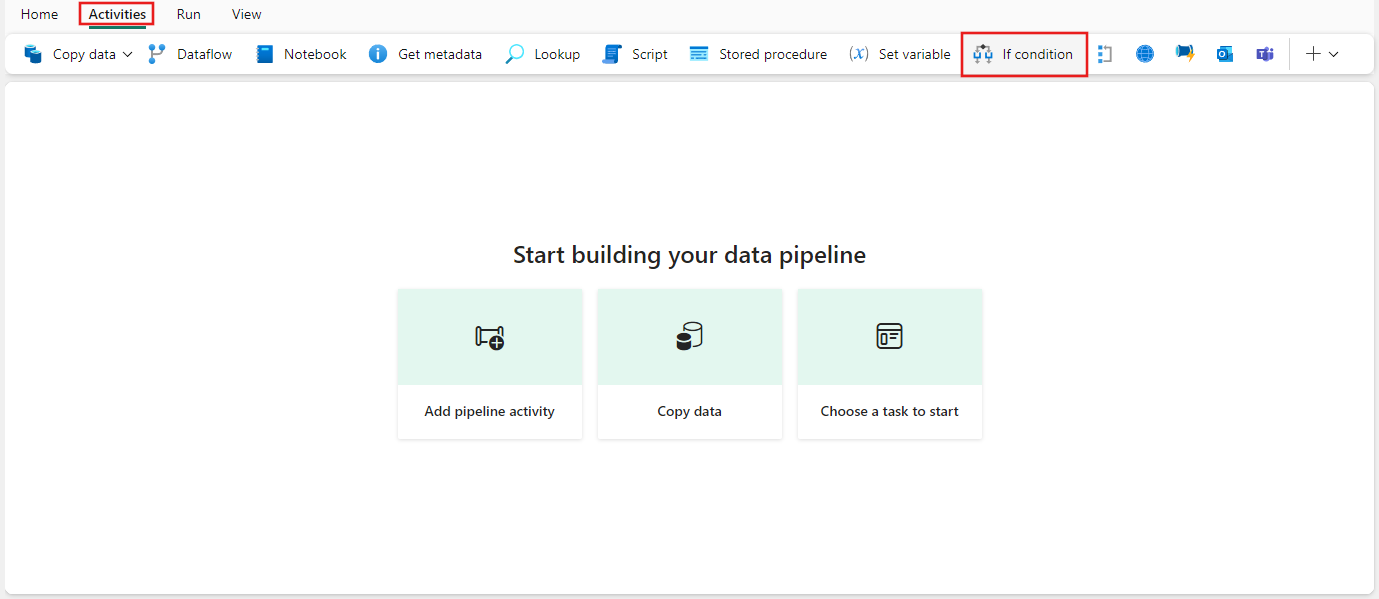 Home Activities Run View
Copy data Dataflow Notebook Get metadata Lookup Script Stored procedure (x) Set variable If condition
Start building your data pipeline
Add pipeline activity Copy data Choose a task to start